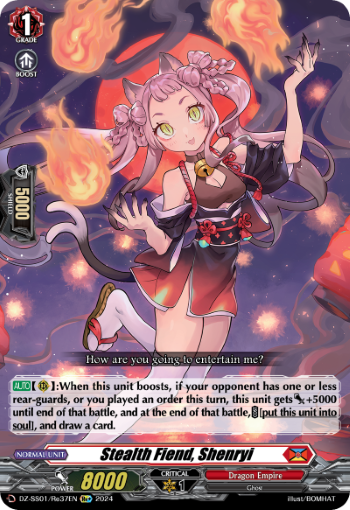 1
GRADE
BOOST
5000
SHIELD
How are you going to entertain me?
AUTO【 】:When this unit boosts, if your opponent has one or less
rear-guards, or you played an order this turn, this unit gets +5000
until end of that battle, and at the end of that battle, [put this unit into
soul], and draw a card.
NORMAL UNIT
Stealth Fiend, Shenryi
POWER 8000
CRITICAL
1
Dragon Empire
Ghost
DZ-SS01/Re37EN 2024
illust/BOMHAT